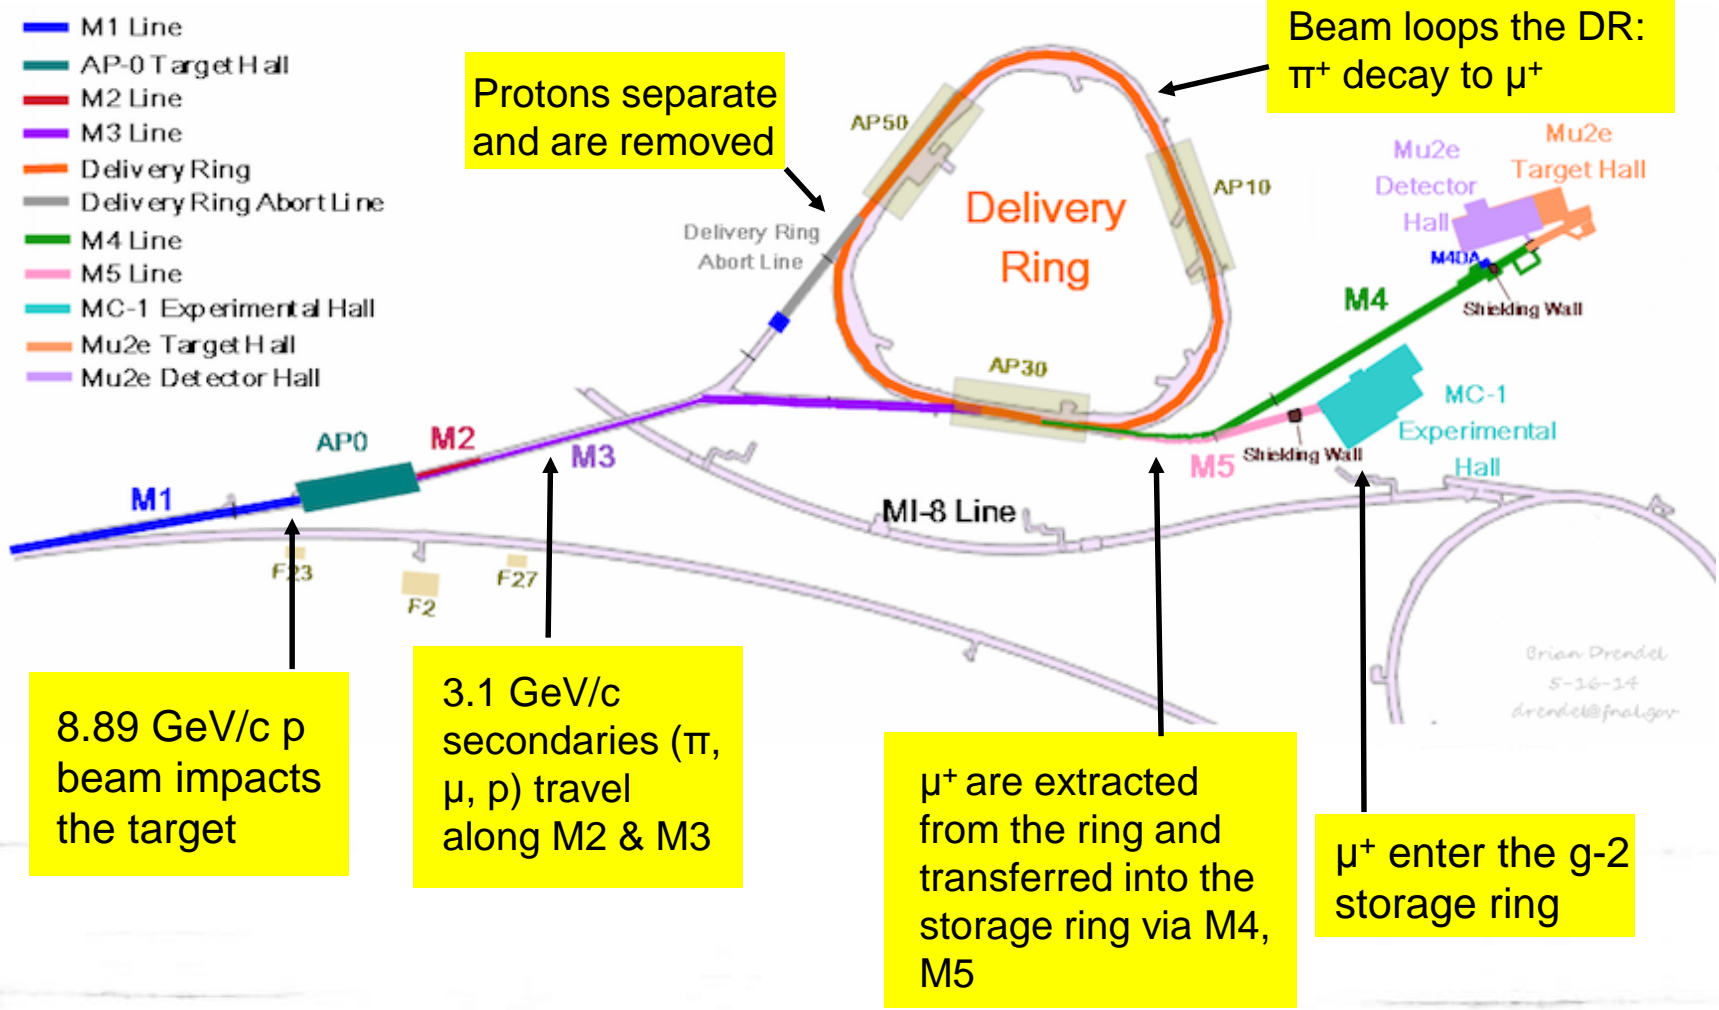 M1 Line
AP-0 Target Hall
M2 Line
M3 Line
Delivery Ring
Delivery Ring Abort Line
M4 Line
M5 Line
MC-1 Experimental Hall
Mu2e Target Hall
Mu2e Detector Hall
Protons separate
and are removed
Beam loops the DR:
π⁺ decay to μ⁺
AP50
AP10
Delivery
Ring
Delivery Ring
Abort Line
AP30
Mu2e
Target Hall
Mu2e
Detector
Hall
M4DA
Shielding Wall
M4
MC-1
Experimental
Hall
Shielding Wall
M5
AP0
M2
M3
M1
MI-8 Line
F23
F2
F27
Brian Drendel
5-16-14
drendel@fnal.gov
8.89 GeV/c p
beam impacts
the target
3.1 GeV/c
secondaries (π,
μ, p) travel
along M2 & M3
μ⁺ are extracted
from the ring and
transferred into the
storage ring via M4,
M5
μ⁺ enter the g-2
storage ring